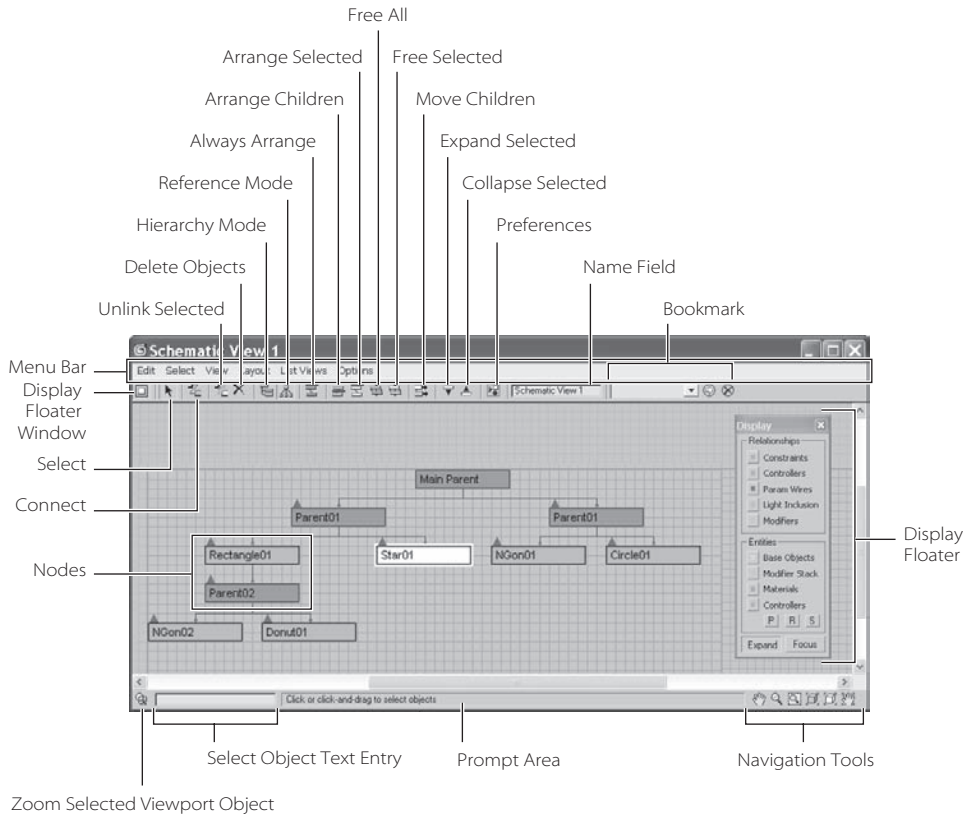 Free All
Arrange Selected
Free Selected
Arrange Children
Move Children
Always Arrange
Expand Selected
Reference Mode
Collapse Selected
Hierarchy Mode
Preferences
Delete Objects
Name Field
Unlink Selected
Bookmark
Schematic View 1
Menu Bar
Edit Select View Layout List Views Options
Display
Floater
Window
Schematic View 1
Select
Connect
Nodes
Main Parent
Parent01
Parent01
Rectangle01
Star01
NGon01
Circle01
Parent02
NGon02
Donut01
Display
Relationships
Constraints
Controllers
Param Wires
Light Inclusion
Modifiers
Entities
Base Objects
Modifier Stack
Materials
Controllers
P R S
Expand Focus
Display
Floater
Click or click-and-drag to select objects
Select Object Text Entry
Prompt Area
Navigation Tools
Zoom Selected Viewport Object